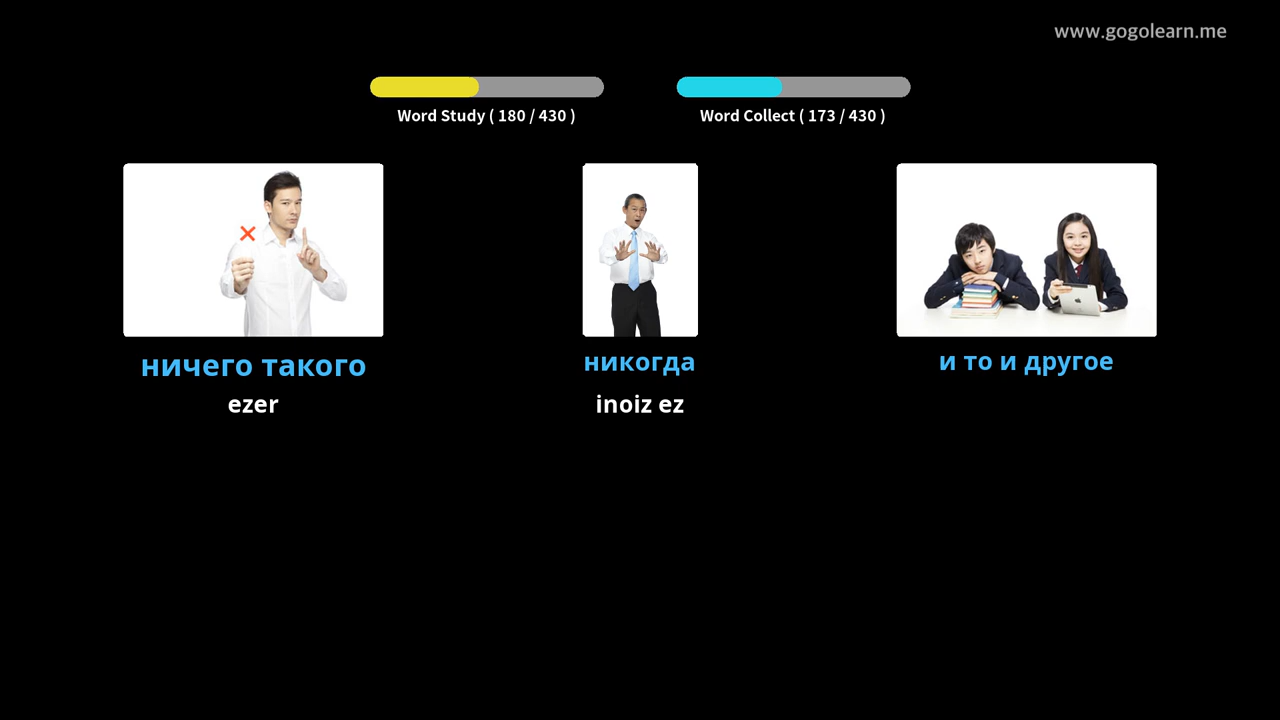 www.gogolearn.me
Word Study ( 180 / 430 )
Word Collect ( 173 / 430 )
ничего такого
никогда
и то и другое
ezer
inoiz ez